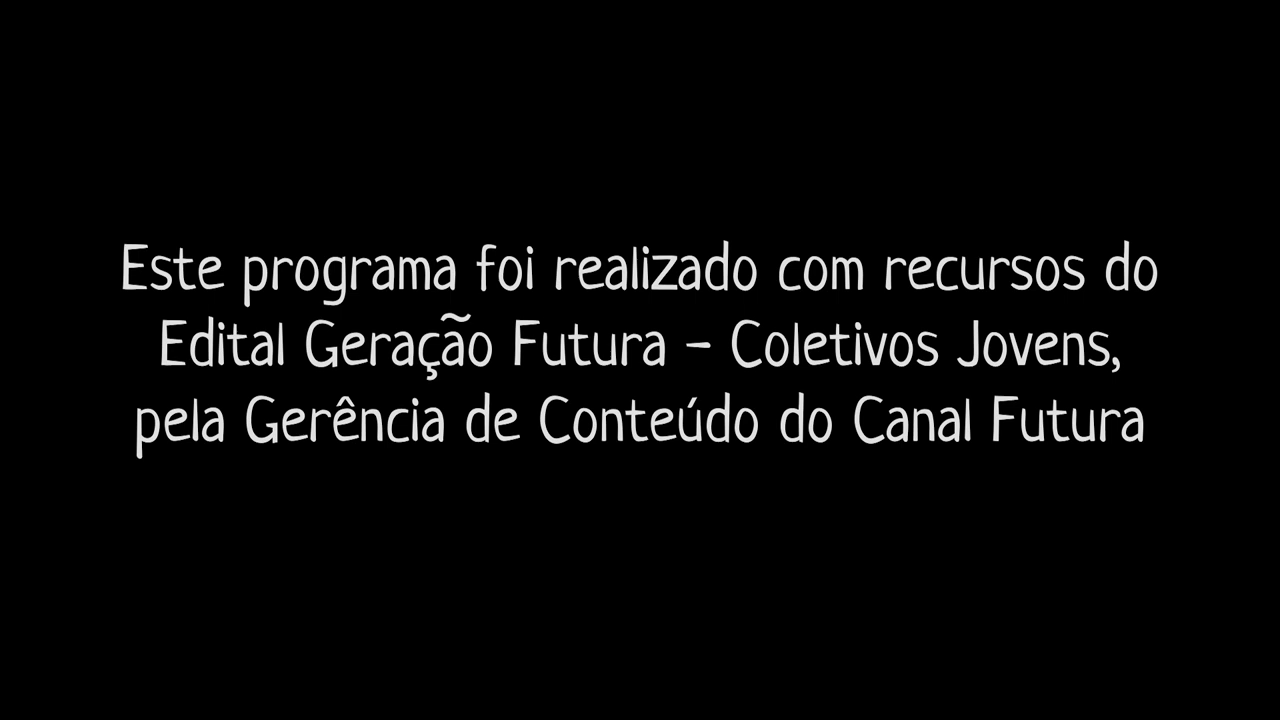 Este programa foi realizado com recursos do
Edital Geração Futura - Coletivos Jovens,
pela Gerência de Conteúdo do Canal Futura